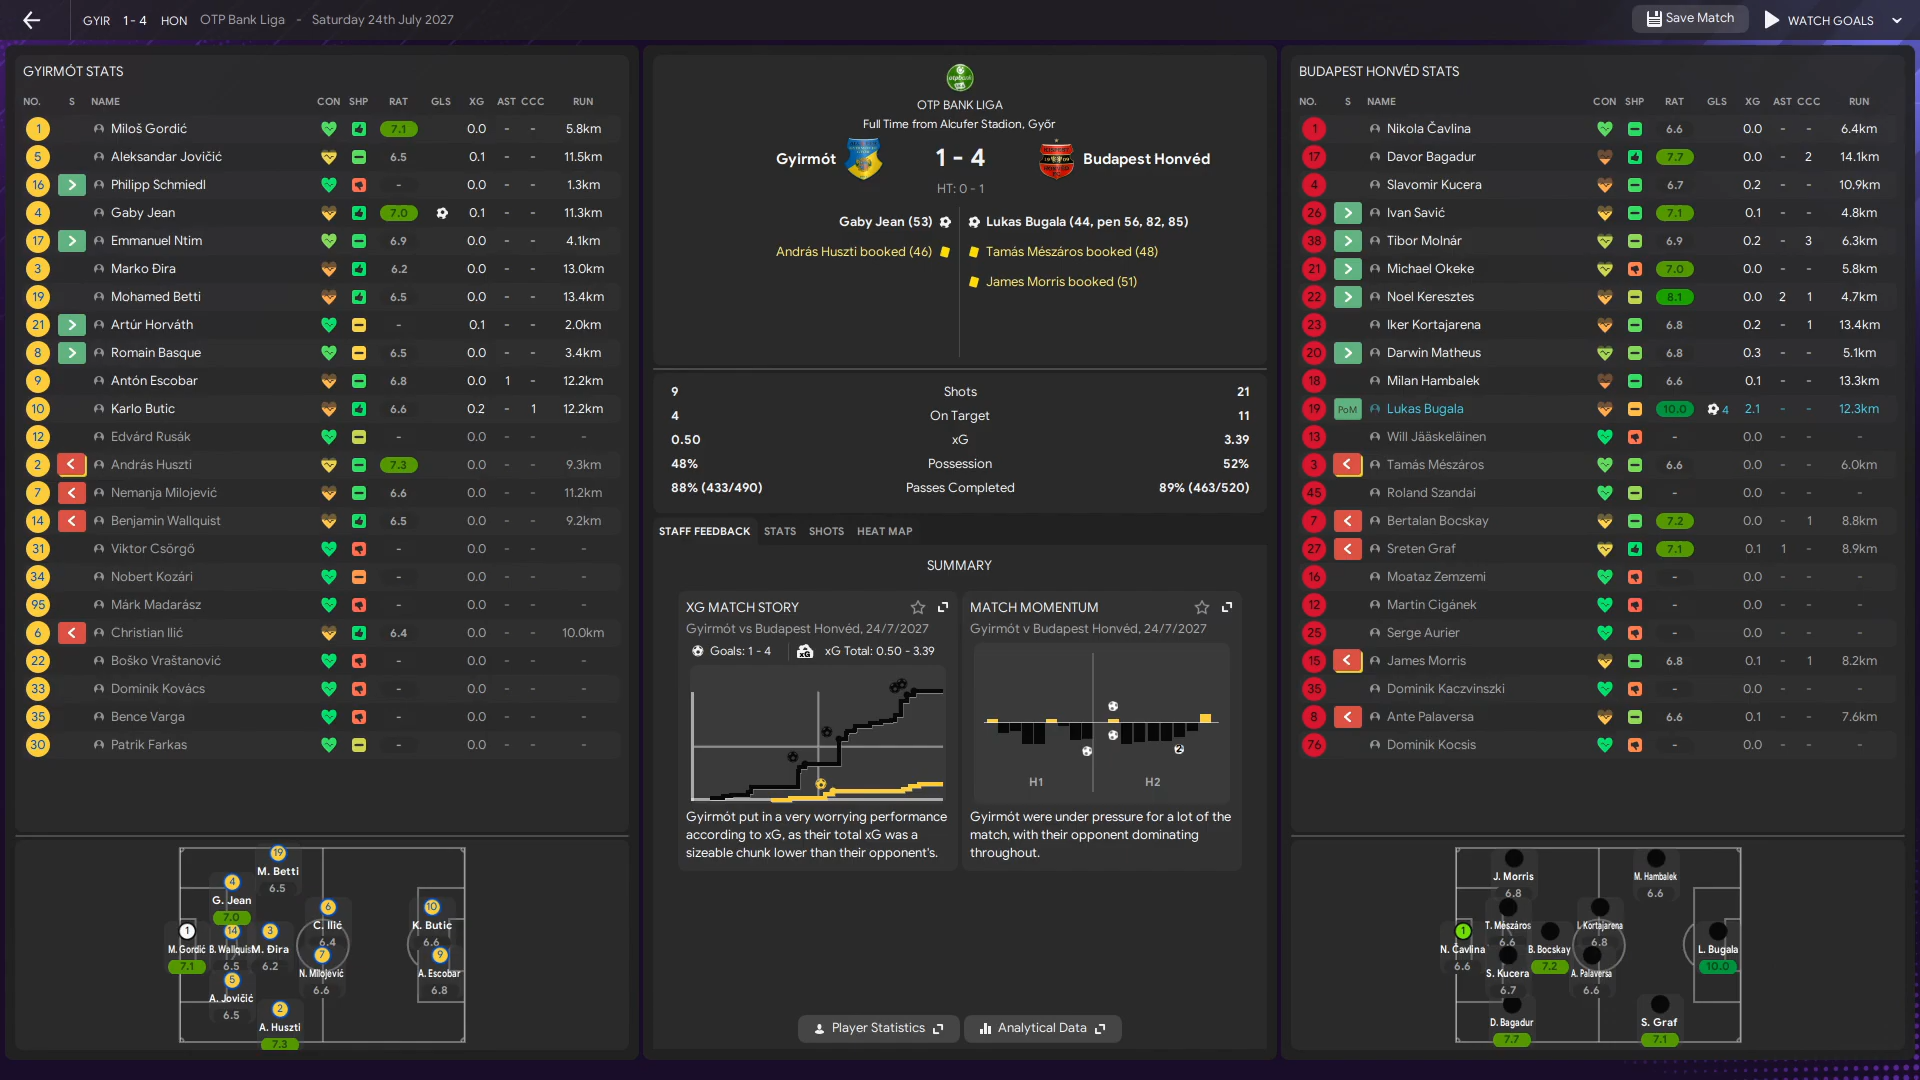 GYIR 1-4 HON OTP Bank Liga - Saturday 24th July 2027
Save Match
WATCH GOALS
GYIRMÓT STATS
NO. S NAME CON SHP RAT GLS XG AST CCC RUN
1 Miloš Gordić 7.1 0.0 - - 5.8km
5 Aleksandar Jovičić 6.5 0.1 - - 11.5km
16 Philipp Schmiedl - 0.0 - - 1.3km
4 Gaby Jean 7.0 0.1 - - 11.3km
17 Emmanuel Ntim 6.9 0.0 - - 4.1km
3 Marko Đira 6.2 0.0 - - 13.0km
19 Mohamed Betti 6.5 0.0 - - 13.4km
21 Artúr Horváth - 0.1 - - 2.0km
8 Romain Basque 6.5 0.0 - - 3.4km
9 Antón Escobar 6.8 0.0 1 - 12.2km
10 Karlo Butic 6.6 0.2 - 1 12.2km
12 Edvárd Rusák - 0.0 - - -
2 András Huszti 7.3 0.0 - - 9.3km
7 Nemanja Milojević 6.6 0.0 - - 11.2km
14 Benjamin Wallquist 6.5 0.0 - - 9.2km
31 Viktor Csörgő - 0.0 - - -
34 Nobert Kozári - 0.0 - - -
95 Márk Madarász - 0.0 - - -
6 Christian Ilić 6.4 0.0 - - 10.0km
22 Boško Vraštanović - 0.0 - - -
33 Dominik Kovács - 0.0 - - -
35 Bence Varga - 0.0 - - -
30 Patrik Farkas - 0.0 - - -
19
M. Betti
6.5
4
G. Jean
7.0
6
C. Ilić
6.4
10
K. Butic
6.6
1
M. Gordić
7.1
14
B. Wallquist
6.5
3
M. Đira
6.2
7
N. Milojević
6.6
9
A. Escobar
6.8
5
A. Jovičić
6.5
2
A. Huszti
7.3
otpbank
OTP BANK LIGA
Full Time from Alcufer Stadion, Győr
Gyirmót 1 - 4 Budapest Honvéd
HT: 0 - 1
Gaby Jean (53) Lukas Bugala (44, pen 56, 82, 85)
András Huszti booked (46) Tamás Mészáros booked (48)
James Morris booked (51)
9 Shots 21
4 On Target 11
0.50 xG 3.39
48% Possession 52%
88% (433/490) Passes Completed 89% (463/520)
STAFF FEEDBACK STATS SHOTS HEAT MAP
SUMMARY
XG MATCH STORY
Gyirmót vs Budapest Honvéd, 24/7/2027
Goals: 1 - 4 xG xG Total: 0.50 - 3.39
Gyirmót put in a very worrying performance
according to xG, as their total xG was a
sizeable chunk lower than their opponent's.
MATCH MOMENTUM
Gyirmót v Budapest Honvéd, 24/7/2027
2
H1 H2
Gyirmót were under pressure for a lot of the
match, with their opponent dominating
throughout.
Player Statistics
Analytical Data
BUDAPEST HONVÉD STATS
NO. S NAME CON SHP RAT GLS XG AST CCC RUN
1 Nikola Čavlina 6.6 0.0 - - 6.4km
17 Davor Bagadur 7.7 0.0 - 2 14.1km
4 Slavomir Kucera 6.7 0.2 - - 10.9km
26 Ivan Savić 7.1 0.1 - - 4.8km
38 Tibor Molnár 6.9 0.2 - 3 6.3km
21 Michael Okeke 7.0 0.0 - - 5.8km
22 Noel Keresztes 8.1 0.0 2 1 4.7km
23 Iker Kortajarena 6.8 0.2 - 1 13.4km
20 Darwin Matheus 6.8 0.3 - - 5.1km
18 Milan Hambalek 6.6 0.1 - - 13.3km
19 PoM Lukas Bugala 10.0 4 2.1 - - 12.3km
13 Will Jääskeläinen - 0.0 - - -
3 Tamás Mészáros 6.6 0.0 - - 6.0km
45 Roland Szandai - 0.0 - - -
7 Bertalan Bocskay 7.2 0.0 - 1 8.8km
27 Sreten Graf 7.1 0.1 1 - 8.9km
16 Moataz Zemzemi - 0.0 - - -
12 Martin Cigánek - 0.0 - - -
25 Serge Aurier - 0.0 - - -
15 James Morris 6.8 0.1 - 1 8.2km
35 Dominik Kaczvinszki - 0.0 - - -
8 Ante Palaversa 6.6 0.1 - - 7.6km
76 Dominik Kocsis - 0.0 - - -
J. Morris
6.8
M. Hambalek
6.6
T. Mészáros
6.6
I. Kortajarena
6.8
1
N. Čavlina
6.6
B. Bocskay
7.2
L. Bugala
10.0
S. Kucera
6.7
A. Palaversa
6.6
D. Bagadur
7.7
S. Graf
7.1